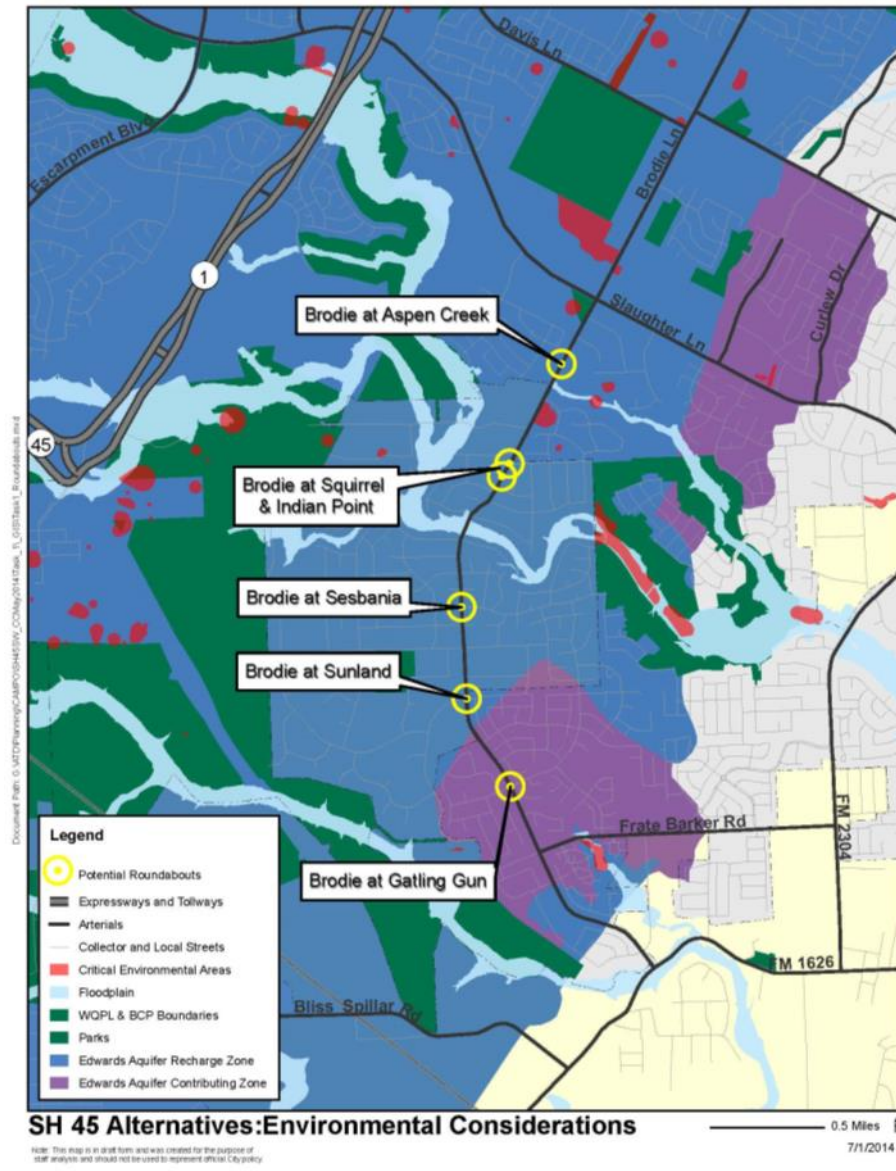 Davis Ln
Escarpment Blvd
Brodie Ln
1
Curlew Dr
Slaughter Ln
Brodie at Aspen Creek
45
Brodie at Squirrel
& Indian Point
Brodie at Sesbania
Brodie at Sunland
Brodie at Gatling Gun
Frate Barker Rd
FM 2304
FM 1626
Bliss Spillar Rd
Legend
Potential Roundabouts
Expressways and Tollways
Arterials
Collector and Local Streets
Critical Environmental Areas
Floodplain
WQPL & BCP Boundaries
Parks
Edwards Aquifer Recharge Zone
Edwards Aquifer Contributing Zone
SH 45 Alternatives:Environmental Considerations
0.5 Miles
7/1/2014
Note: This map is in draft form and was created for the purpose of
staff analysis and should not be used to represent official City policy.
Document Path: